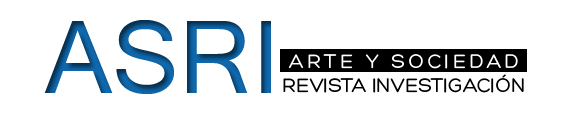 ASRI
ARTE Y SOCIEDAD
REVISTA INVESTIGACIÓN